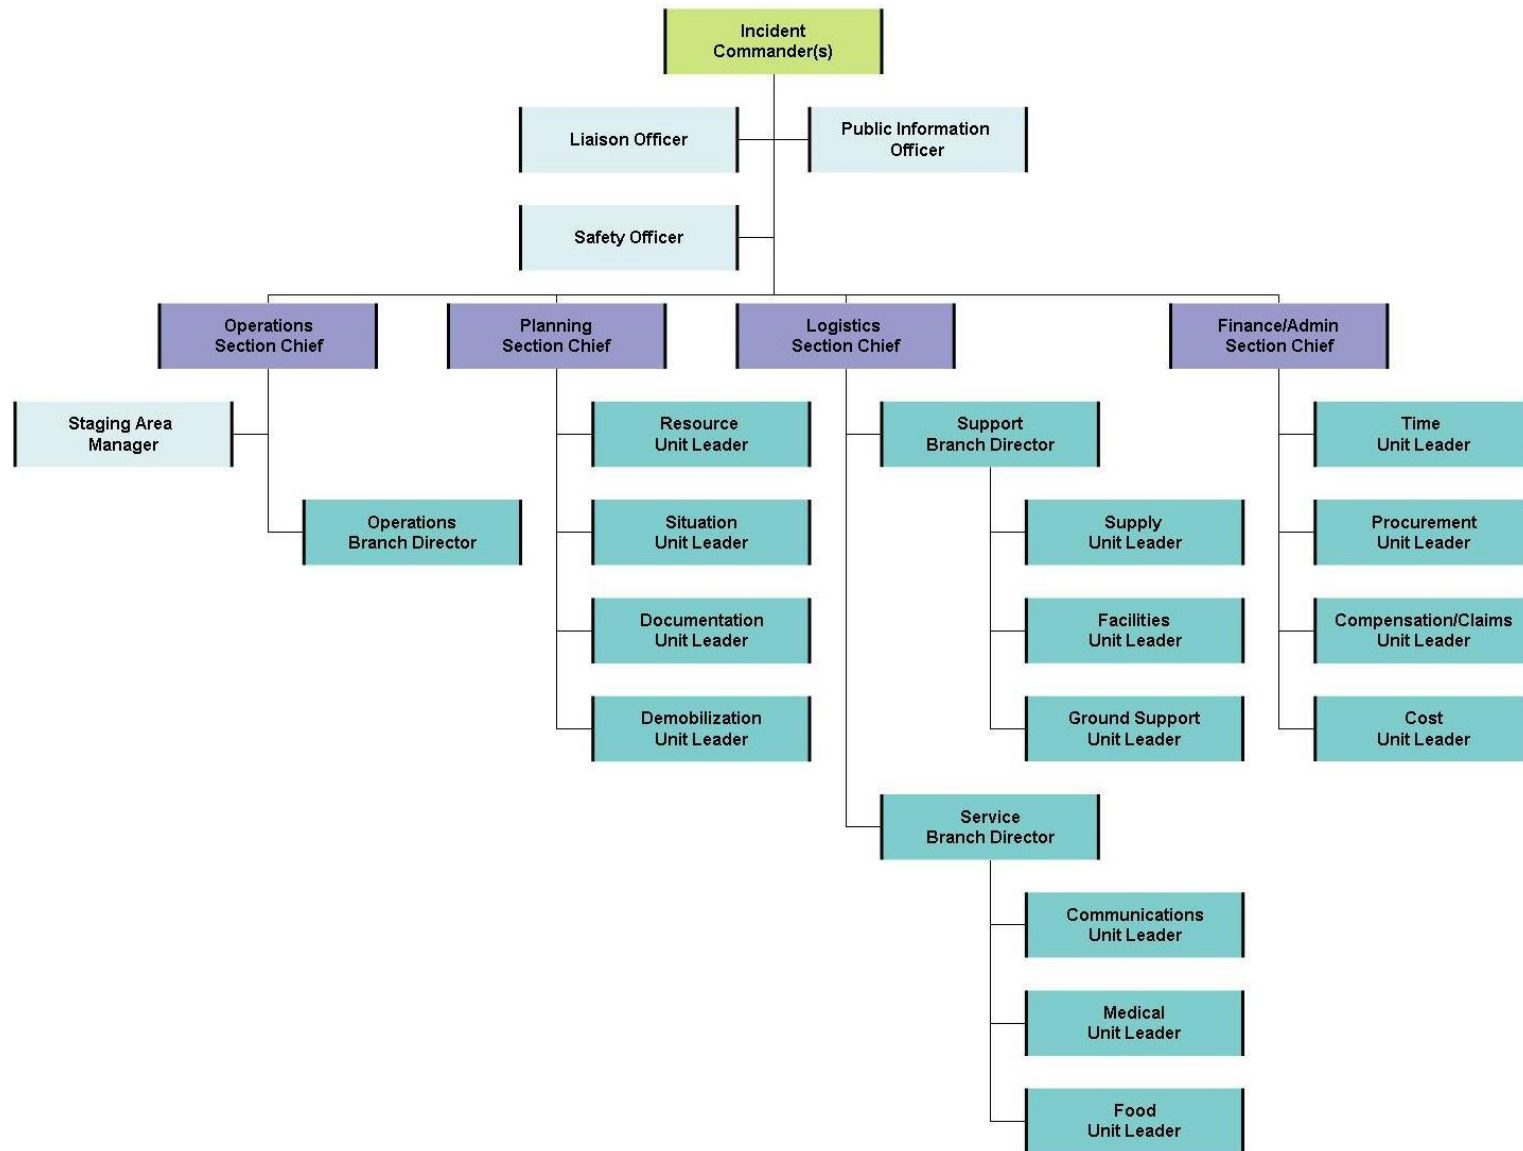 Incident
Commander(s)
Liaison Officer
Public Information
Officer
Safety Officer
Operations
Section Chief
Planning
Section Chief
Logistics
Section Chief
Finance/Admin
Section Chief
Staging Area
Manager
Resource
Unit Leader
Support
Branch Director
Time
Unit Leader
Operations
Branch Director
Situation
Unit Leader
Supply
Unit Leader
Procurement
Unit Leader
Documentation
Unit Leader
Facilities
Unit Leader
Compensation/Claims
Unit Leader
Demobilization
Unit Leader
Ground Support
Unit Leader
Cost
Unit Leader
Service
Branch Director
Communications
Unit Leader
Medical
Unit Leader
Food
Unit Leader